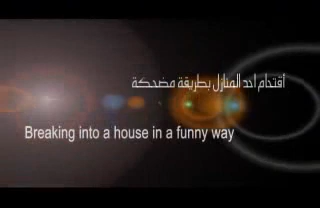 أقتحام احد المنازل بطريقة مضحكة
Breaking into a house in a funny way